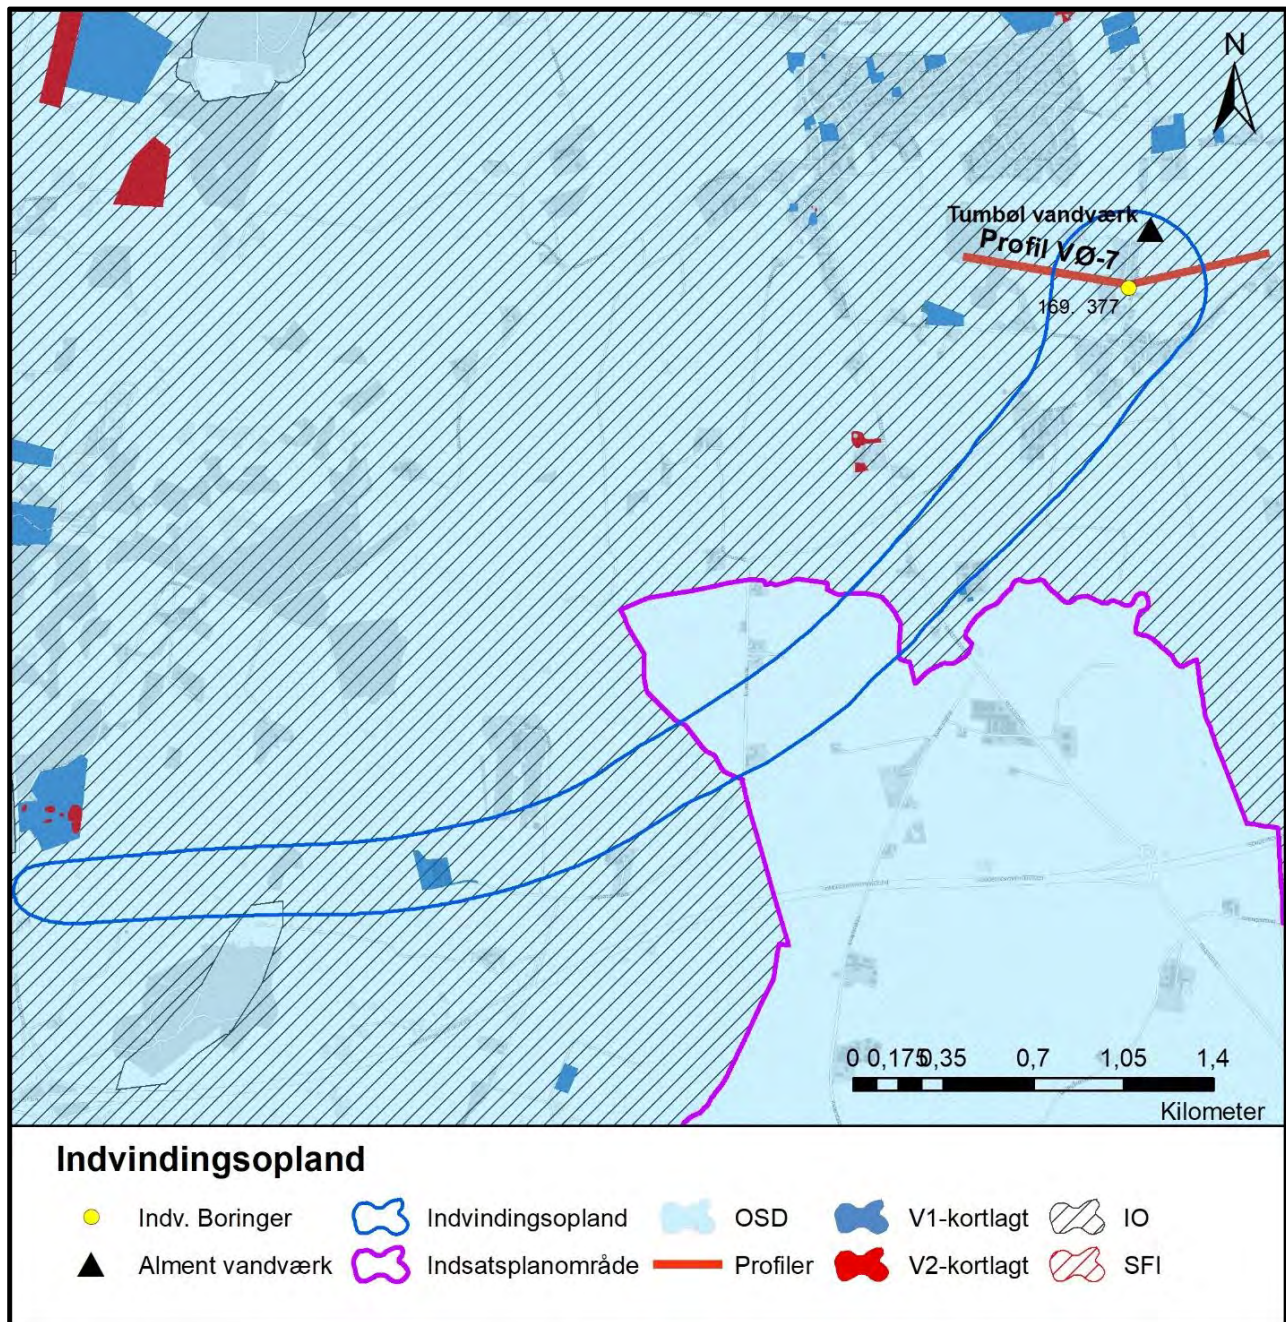 N
Tumbøl vandværk
Profil VØ-7
169. 377
0 0,175 0,35 0,7 1,05 1,4
Kilometer
Indvindingsopland
Indv. Boringer
Indvindingsopland
OSD
V1-kortlagt
IO
Alment vandværk
Indsatsplanområde
Profiler
V2-kortlagt
SFI